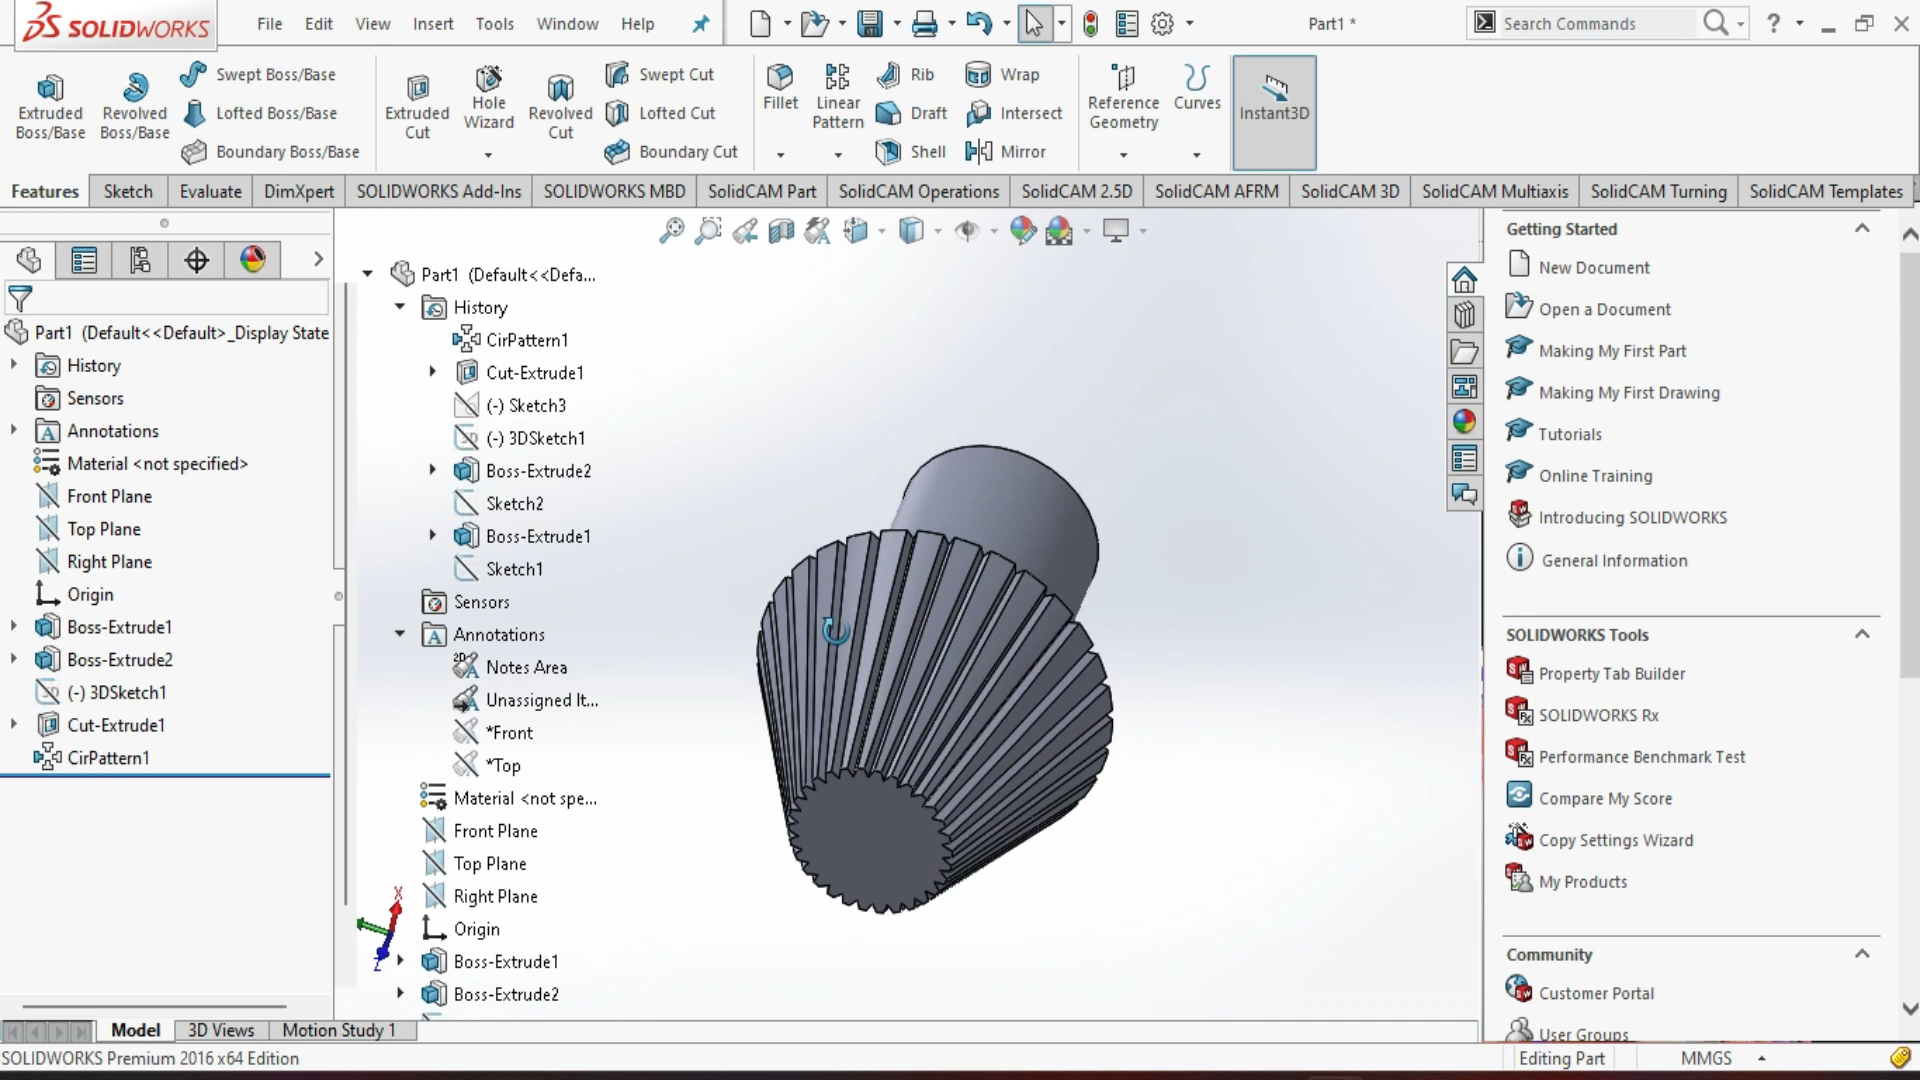 SOLIDWORKS
File Edit View Insert Tools Window Help
Part1 *
Search Commands
?
Extruded Boss/Base
Revolved Boss/Base
Swept Boss/Base
Lofted Boss/Base
Boundary Boss/Base
Extruded Cut
Hole Wizard
Revolved Cut
Swept Cut
Lofted Cut
Boundary Cut
Fillet
Linear Pattern
Rib
Draft
Shell
Wrap
Intersect
Mirror
Reference Geometry
Curves
Instant3D
Features Sketch Evaluate DimXpert SOLIDWORKS Add-Ins SOLIDWORKS MBD SolidCAM Part SolidCAM Operations SolidCAM 2.5D SolidCAM AFRM SolidCAM 3D SolidCAM Multiaxis SolidCAM Turning SolidCAM Templates
Part1 (Default<<Default>_Display State
History
Sensors
Annotations
Material <not specified>
Front Plane
Top Plane
Right Plane
Origin
Boss-Extrude1
Boss-Extrude2
(-) 3DSketch1
Cut-Extrude1
CirPattern1
Part1 (Default<<Defa...
History
CirPattern1
Cut-Extrude1
(-) Sketch3
(-) 3DSketch1
Boss-Extrude2
Sketch2
Boss-Extrude1
Sketch1
Sensors
Annotations
Notes Area
Unassigned It...
*Front
*Top
Material <not spe...
Front Plane
Top Plane
Right Plane
Origin
Boss-Extrude1
Boss-Extrude2
X
Z
Getting Started
New Document
Open a Document
Making My First Part
Making My First Drawing
Tutorials
Online Training
Introducing SOLIDWORKS
General Information
SOLIDWORKS Tools
Property Tab Builder
SOLIDWORKS Rx
Performance Benchmark Test
Compare My Score
Copy Settings Wizard
My Products
Community
Customer Portal
User Groups
Model 3D Views Motion Study 1
SOLIDWORKS Premium 2016 x64 Edition
Editing Part
MMGS